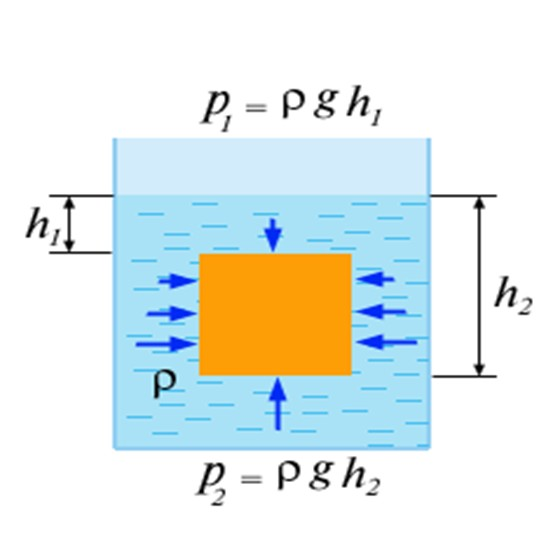 p₁ = ρ g h₁
h₁
h₂
ρ
p₂ = ρ g h₂